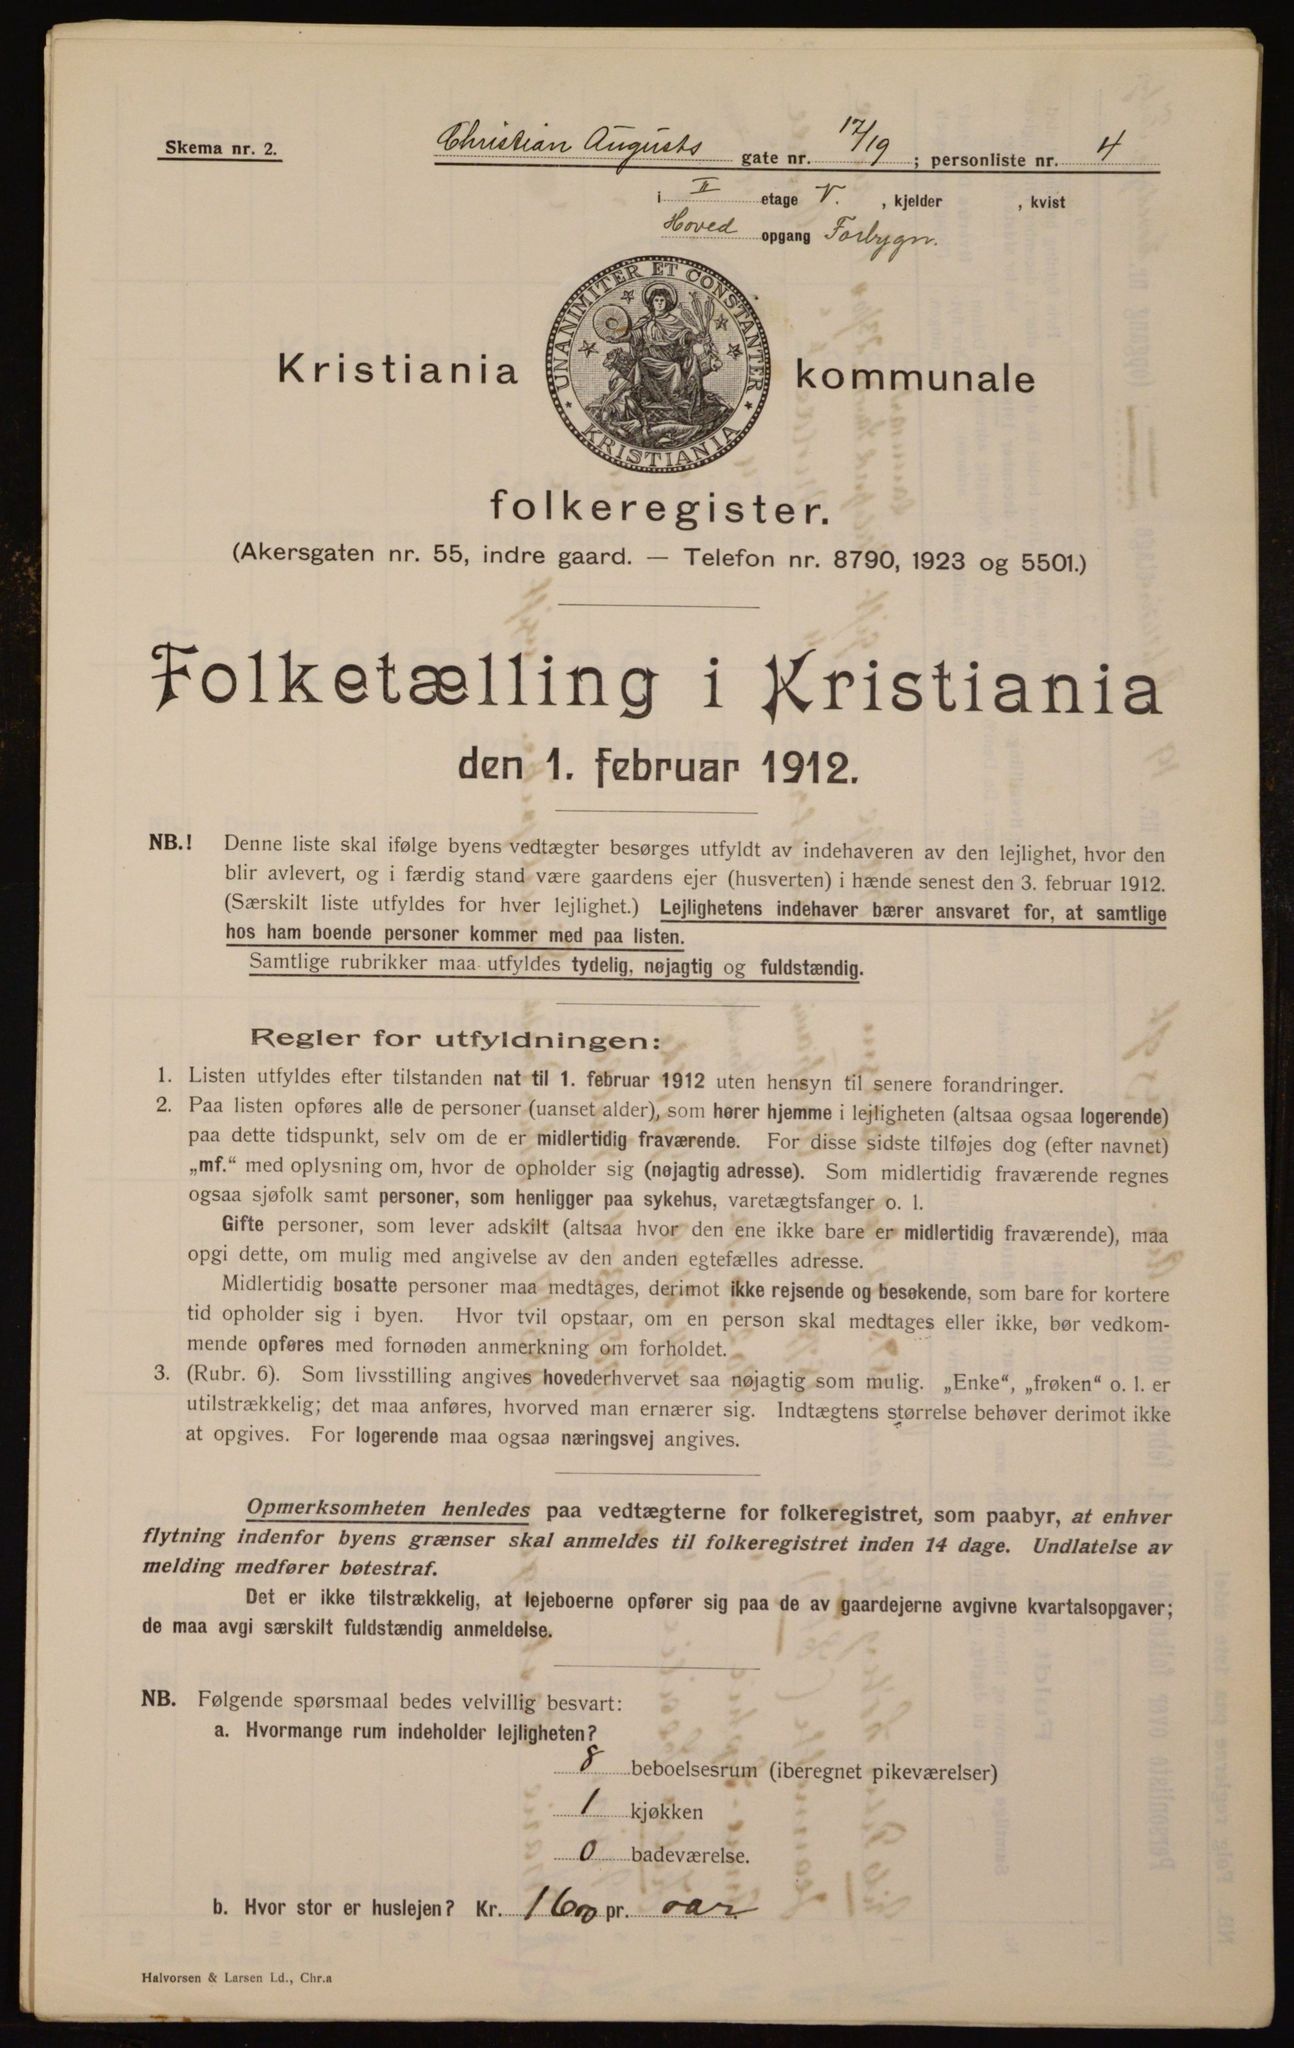 Skema nr. 2.
Christian Augusts gate nr. 17/19; personliste nr. 4
i II etage V., kjelder , kvist
Hoved opgang Forbygn.
UNANIMITER ET CONSTANTER
KRISTIANIA
Kristiania kommunale
folkeregister.
(Akersgaten nr. 55, indre gaard. — Telefon nr. 8790, 1923 og 5501.)
Folketælling i Kristiania
den 1. februar 1912.
NB.! Denne liste skal ifølge byens vedtægter besørges utfyldt av indehaveren av den lejlighet, hvor den
blir avlevert, og i færdig stand være gaardens ejer (husverten) i hænde senest den 3. februar 1912.
(Særskilt liste utfyldes for hver lejlighet.) Lejlighetens indehaver bærer ansvaret for, at samtlige
hos ham boende personer kommer med paa listen.
Samtlige rubrikker maa utfyldes tydelig, nøjagtig og fuldstændig.
Regler for utfyldningen:
1. Listen utfyldes efter tilstanden nat til 1. februar 1912 uten hensyn til senere forandringer.
2. Paa listen opføres alle de personer (uanset alder), som hører hjemme i lejligheten (altsaa ogsaa logerende)
paa dette tidspunkt, selv om de er midlertidig fraværende. For disse sidste tilføjes dog (efter navnet)
„mf.“ med oplysning om, hvor de opholder sig (nøjagtig adresse). Som midlertidig fraværende regnes
ogsaa sjøfolk samt personer, som henligger paa sykehus, varetægtsfanger o. l.
Gifte personer, som lever adskilt (altsaa hvor den ene ikke bare er midlertidig fraværende), maa
opgi dette, om mulig med angivelse av den anden egtefælles adresse.
Midlertidig bosatte personer maa medtages, derimot ikke rejsende og besøkende, som bare for kortere
tid opholder sig i byen. Hvor tvil opstaar, om en person skal medtages eller ikke, bør vedkom-
mende opføres med fornøden anmerkning om forholdet.
3. (Rubr. 6). Som livsstilling angives hovederhvervet saa nøjagtig som mulig. „Enke“, „frøken“ o. l. er
utilstrækkelig; det maa anføres, hvorved man ernærer sig. Indtægtens størrelse behøver derimot ikke
at opgives. For logerende maa ogsaa næringsvej angives.
Opmerksomheten henledes paa vedtægterne for folkeregistret, som paabyr, at enhver
flytning indenfor byens grænser skal anmeldes til folkeregistret inden 14 dage. Undlatelse av
melding medfører bøtestraf.
Det er ikke tilstrækkelig, at lejeboerne opfører sig paa de av gaardejerne avgivne kvartalsopgaver;
de maa avgi særskilt fuldstændig anmeldelse.
NB. Følgende spørsmaal bedes velvillig besvart:
a. Hvormange rum indeholder lejligheten?
8 beboelsesrum (iberegnet pikeværelser)
1 kjøkken
0 badeværelse.
b. Hvor stor er huslejen? Kr. 1600 pr. aar.
Halvorsen & Larsen Ld., Chr.a